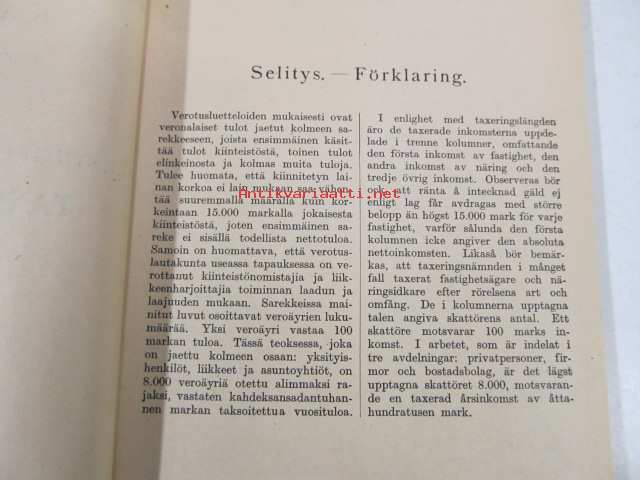 Selitys. — Förklaring.
Verotusluetteloiden mukaisesti ovat
veronalaiset tulot jaetut kolmeen sa-
rekkeeseen, joista ensimmäinen käsit-
tää tulot kiinteistöstä, toinen tulot
elinkeinosta ja kolmas muita tuloja.
Tulee huomata, että kiinnitetyn lai-
nan korkoa ei lain mukaan saa vähen-
tää suuremmalla määrällä kuin kor-
keintaan 15.000 markalla jokaisesta
kiinteistöstä, joten ensimmäinen sa-
reke ei sisällä todellista nettotuloa.
Samoin on huomattava, että verotus-
lautakunta useassa tapauksessa on ve-
rottanut kiinteistönomistajia ja liik-
keenharjoittajia toiminnan laadun ja
laajuuden mukaan. Sarekkeissa mai-
nitut luvut osoittavat veroäyrien luku-
määrää. Yksi veroäyri vastaa 100
markan tuloa. Tässä teoksessa, joka
on jaettu kolmeen osaan: yksityis-
henkilöt, liikkeet ja asuntoyhtiöt, on
8.000 veroäyriä otettu alimmaksi ra-
jaksi, vastaten kahdeksansadantuhan-
nen markan taksoitettua vuosituloa.
I enlighet med taxeringslängden
äro de taxerade inkomsterna uppde-
lade i trenne kolumner, omfattande
den första inkomst av fastighet, den
andra inkomst av näring och den
tredje övrig inkomst. Observeras bör
ock att ränta å intecknad gäld ej
enligt lag får avdragas med större
belopp än högst 15.000 mark för varje
fastighet, varför sålunda den första
kolumnen icke angiver den absoluta
nettoinkomsten. Likaså bör bemär-
kas, att taxeringsnämnden i månget
fall taxerat fastighetsägare och nä-
ringsidkare efter rörelsens art och
omfång. De i kolumnerna upptagna
talen angiva skattörens antal. Ett
skattöre motsvarar 100 marks in-
komst. I arbetet, som är indelat i
tre avdelningar: privatpersoner, fir-
mor och bostadsbolag, är det lägst
upptagna skattöret 8.000, motsvaran-
de en taxerad årsinkomst av åtta-
hundratusen mark.
Antikvariaatti.net